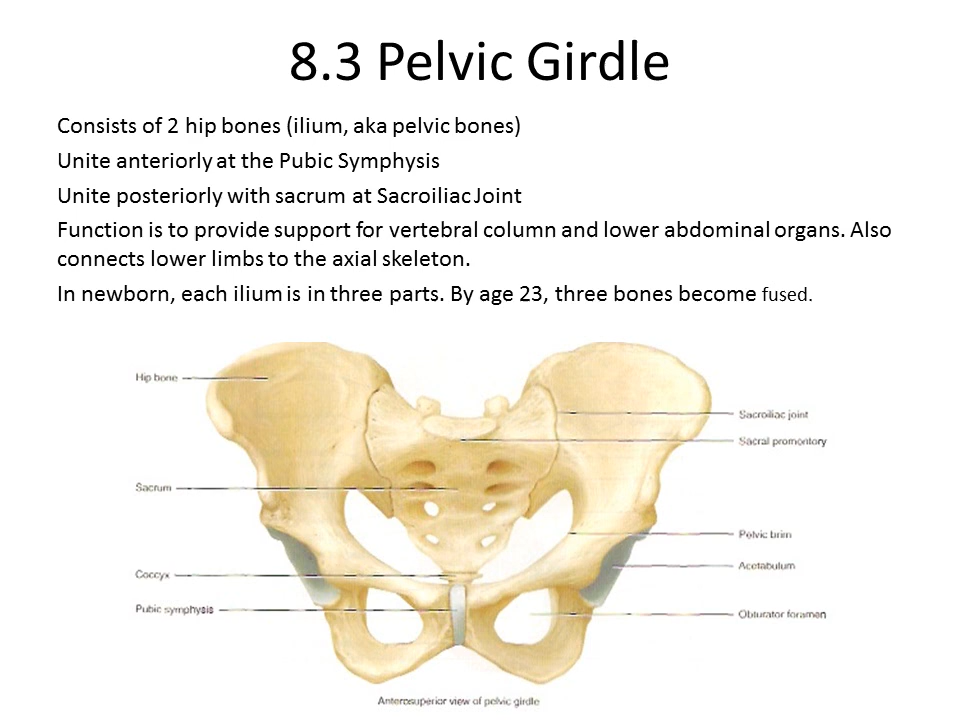 8.3 Pelvic Girdle
Consists of 2 hip bones (ilium, aka pelvic bones)
Unite anteriorly at the Pubic Symphysis
Unite posteriorly with sacrum at Sacroiliac Joint
Function is to provide support for vertebral column and lower abdominal organs. Also
connects lower limbs to the axial skeleton.
In newborn, each ilium is in three parts. By age 23, three bones become fused.
Hip bone
Sacroiliac joint
Sacral promontory
Sacrum
Pelvic brim
Acetabulum
Coccyx
Pubic symphysis
Obturator foramen
Anterosuperior view of pelvic girdle